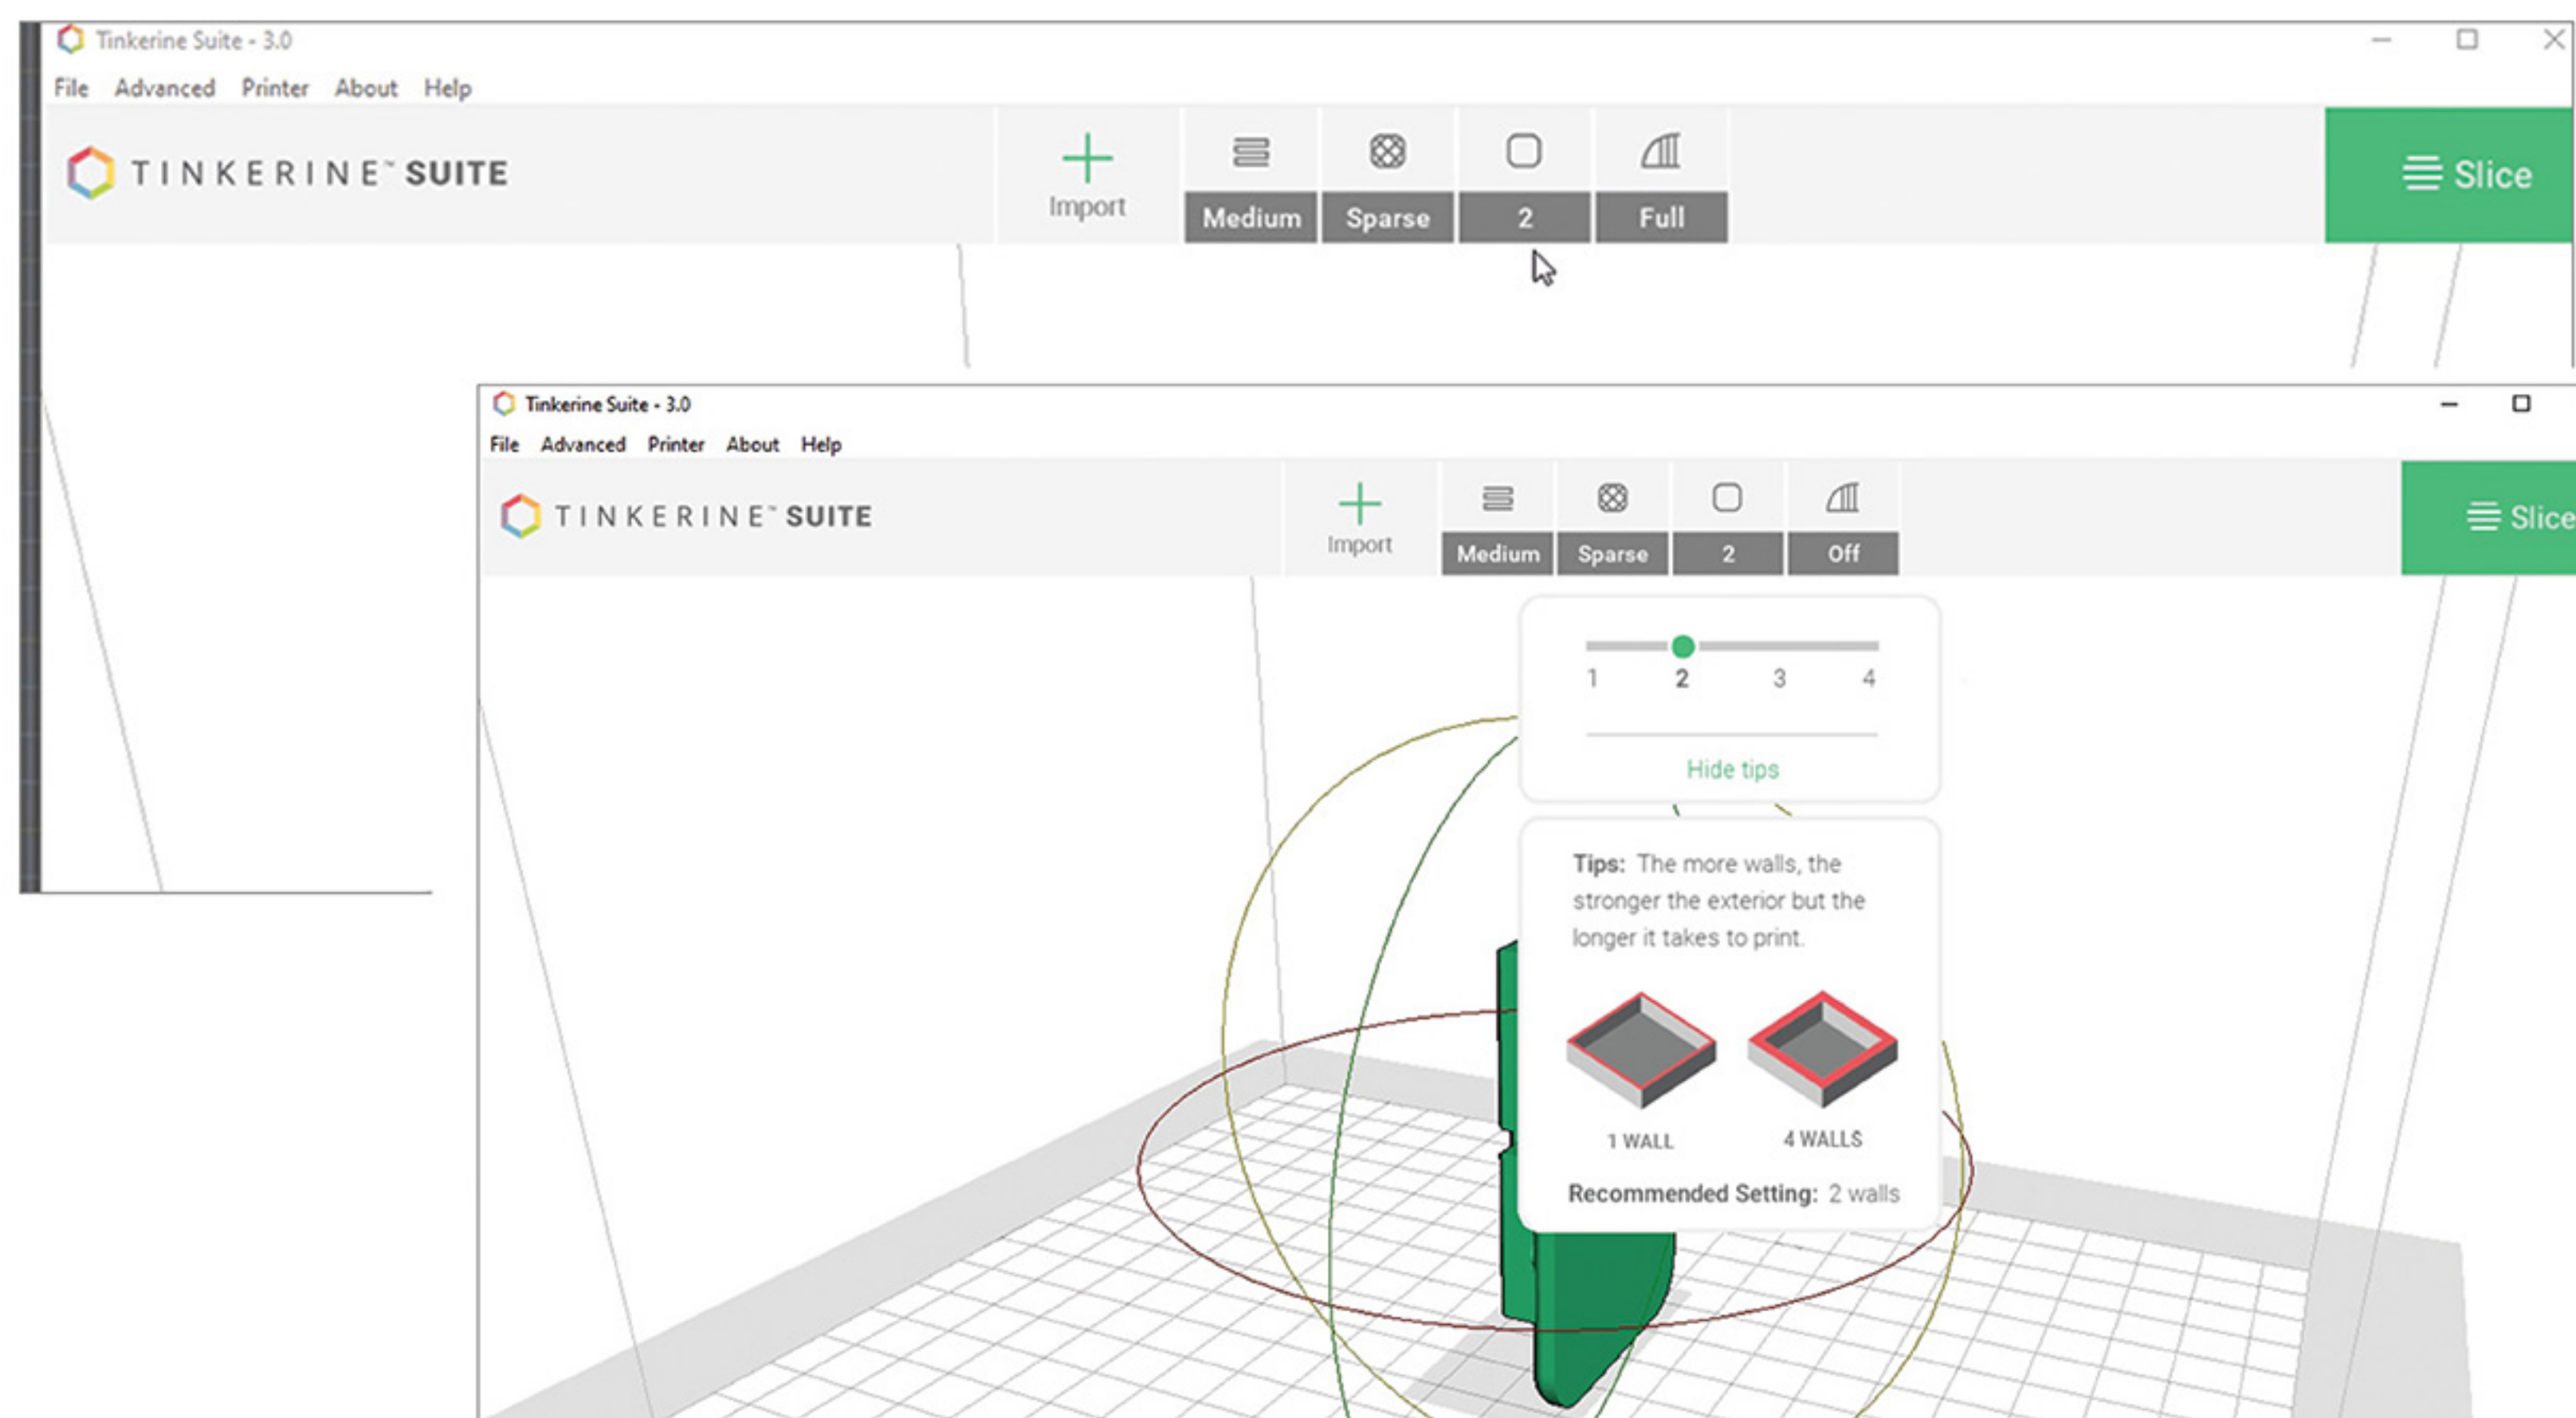 Tinkerine Suite - 3.0
File Advanced Printer About Help
TINKERINE™ SUITE
Import
Medium Sparse 2 Full
Slice
Tinkerine Suite - 3.0
File Advanced Printer About Help
TINKERINE™ SUITE
Import
Medium Sparse 2 Off
Slice
1 2 3 4
Hide tips
Tips: The more walls, the
stronger the exterior but the
longer it takes to print.
1 WALL 4 WALLS
Recommended Setting: 2 walls